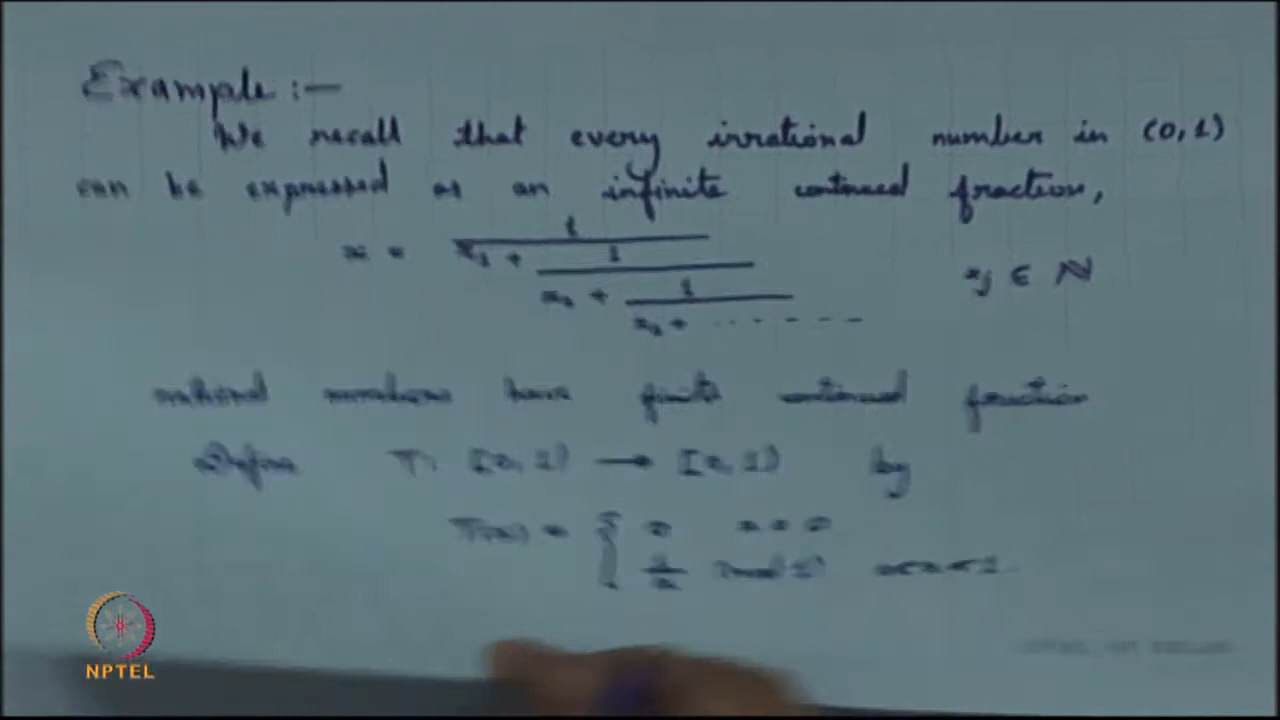 Example :—
We recall that every irrational number in (0,1)
can be expressed as an infinite continued fraction,
x = 1/(x₁ + 1/(x₂ + 1/(x₃ + ......))) xⱼ ∈ ℕ
rational numbers have finite continued fraction
define T: [0,1) → [0,1) by
T(x) = { 0 x = 0
1/x (mod 1) 0<x<1
NPTEL